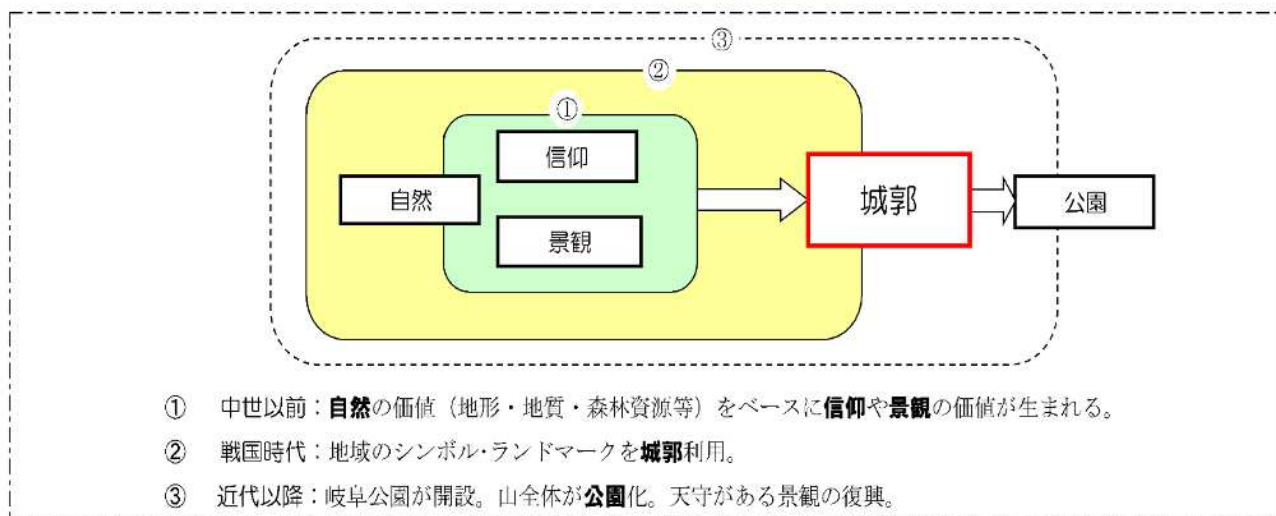 ③
②
①
信仰
自然
景観
城郭
公園
① 中世以前：自然の価値（地形・地質・森林資源等）をベースに信仰や景観の価値が生まれる。
② 戦国時代：地域のシンボル・ランドマークを城郭利用。
③ 近代以降：岐阜公園が開設。山全体が公園化。天守がある景観の復興。